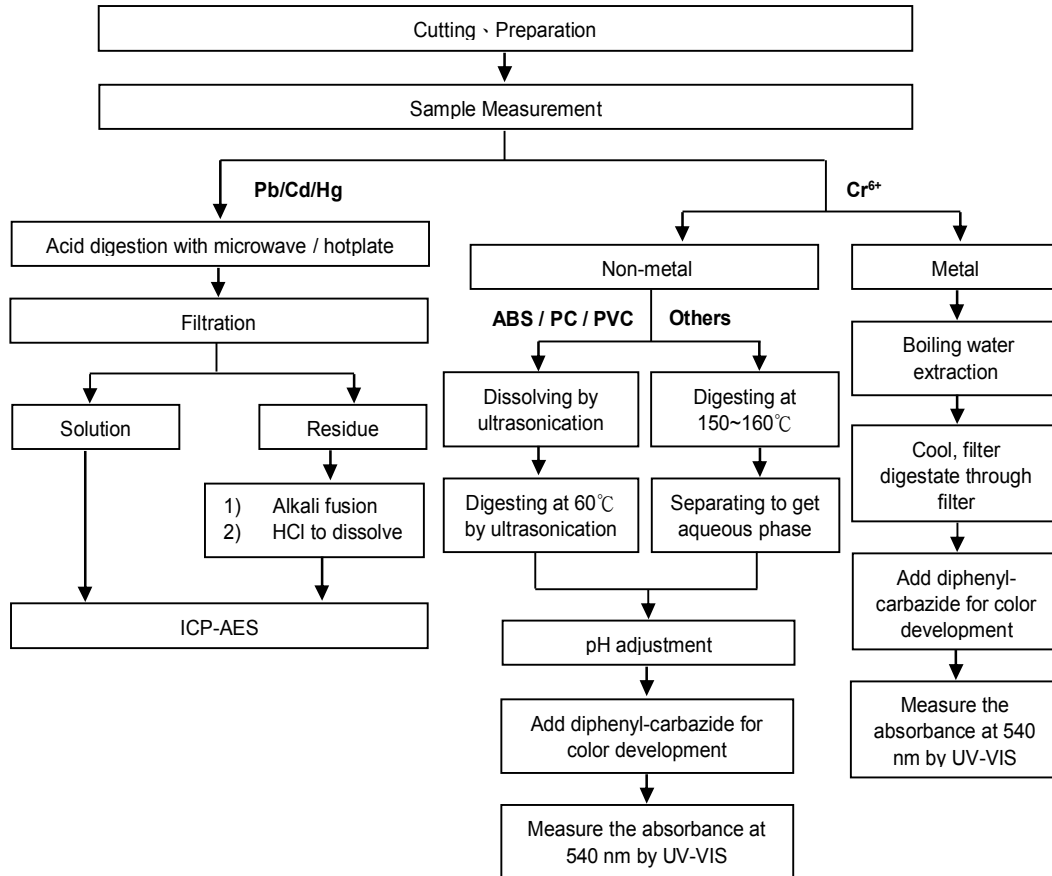 Cutting、Preparation
Sample Measurement
Pb/Cd/Hg
Cr⁶⁺
Acid digestion with microwave / hotplate
Filtration
Solution
Residue
1) Alkali fusion
2) HCl to dissolve
ICP-AES
Non-metal
ABS / PC / PVC
Others
Dissolving by
ultrasonication
Digesting at
150~160℃
Digesting at 60℃
by ultrasonication
Separating to get
aqueous phase
pH adjustment
Add diphenyl-carbazide for
color development
Measure the absorbance at
540 nm by UV-VIS
Metal
Boiling water
extraction
Cool, filter
digestate through
filter
Add diphenyl-
carbazide for color
development
Measure the
absorbance at 540
nm by UV-VIS